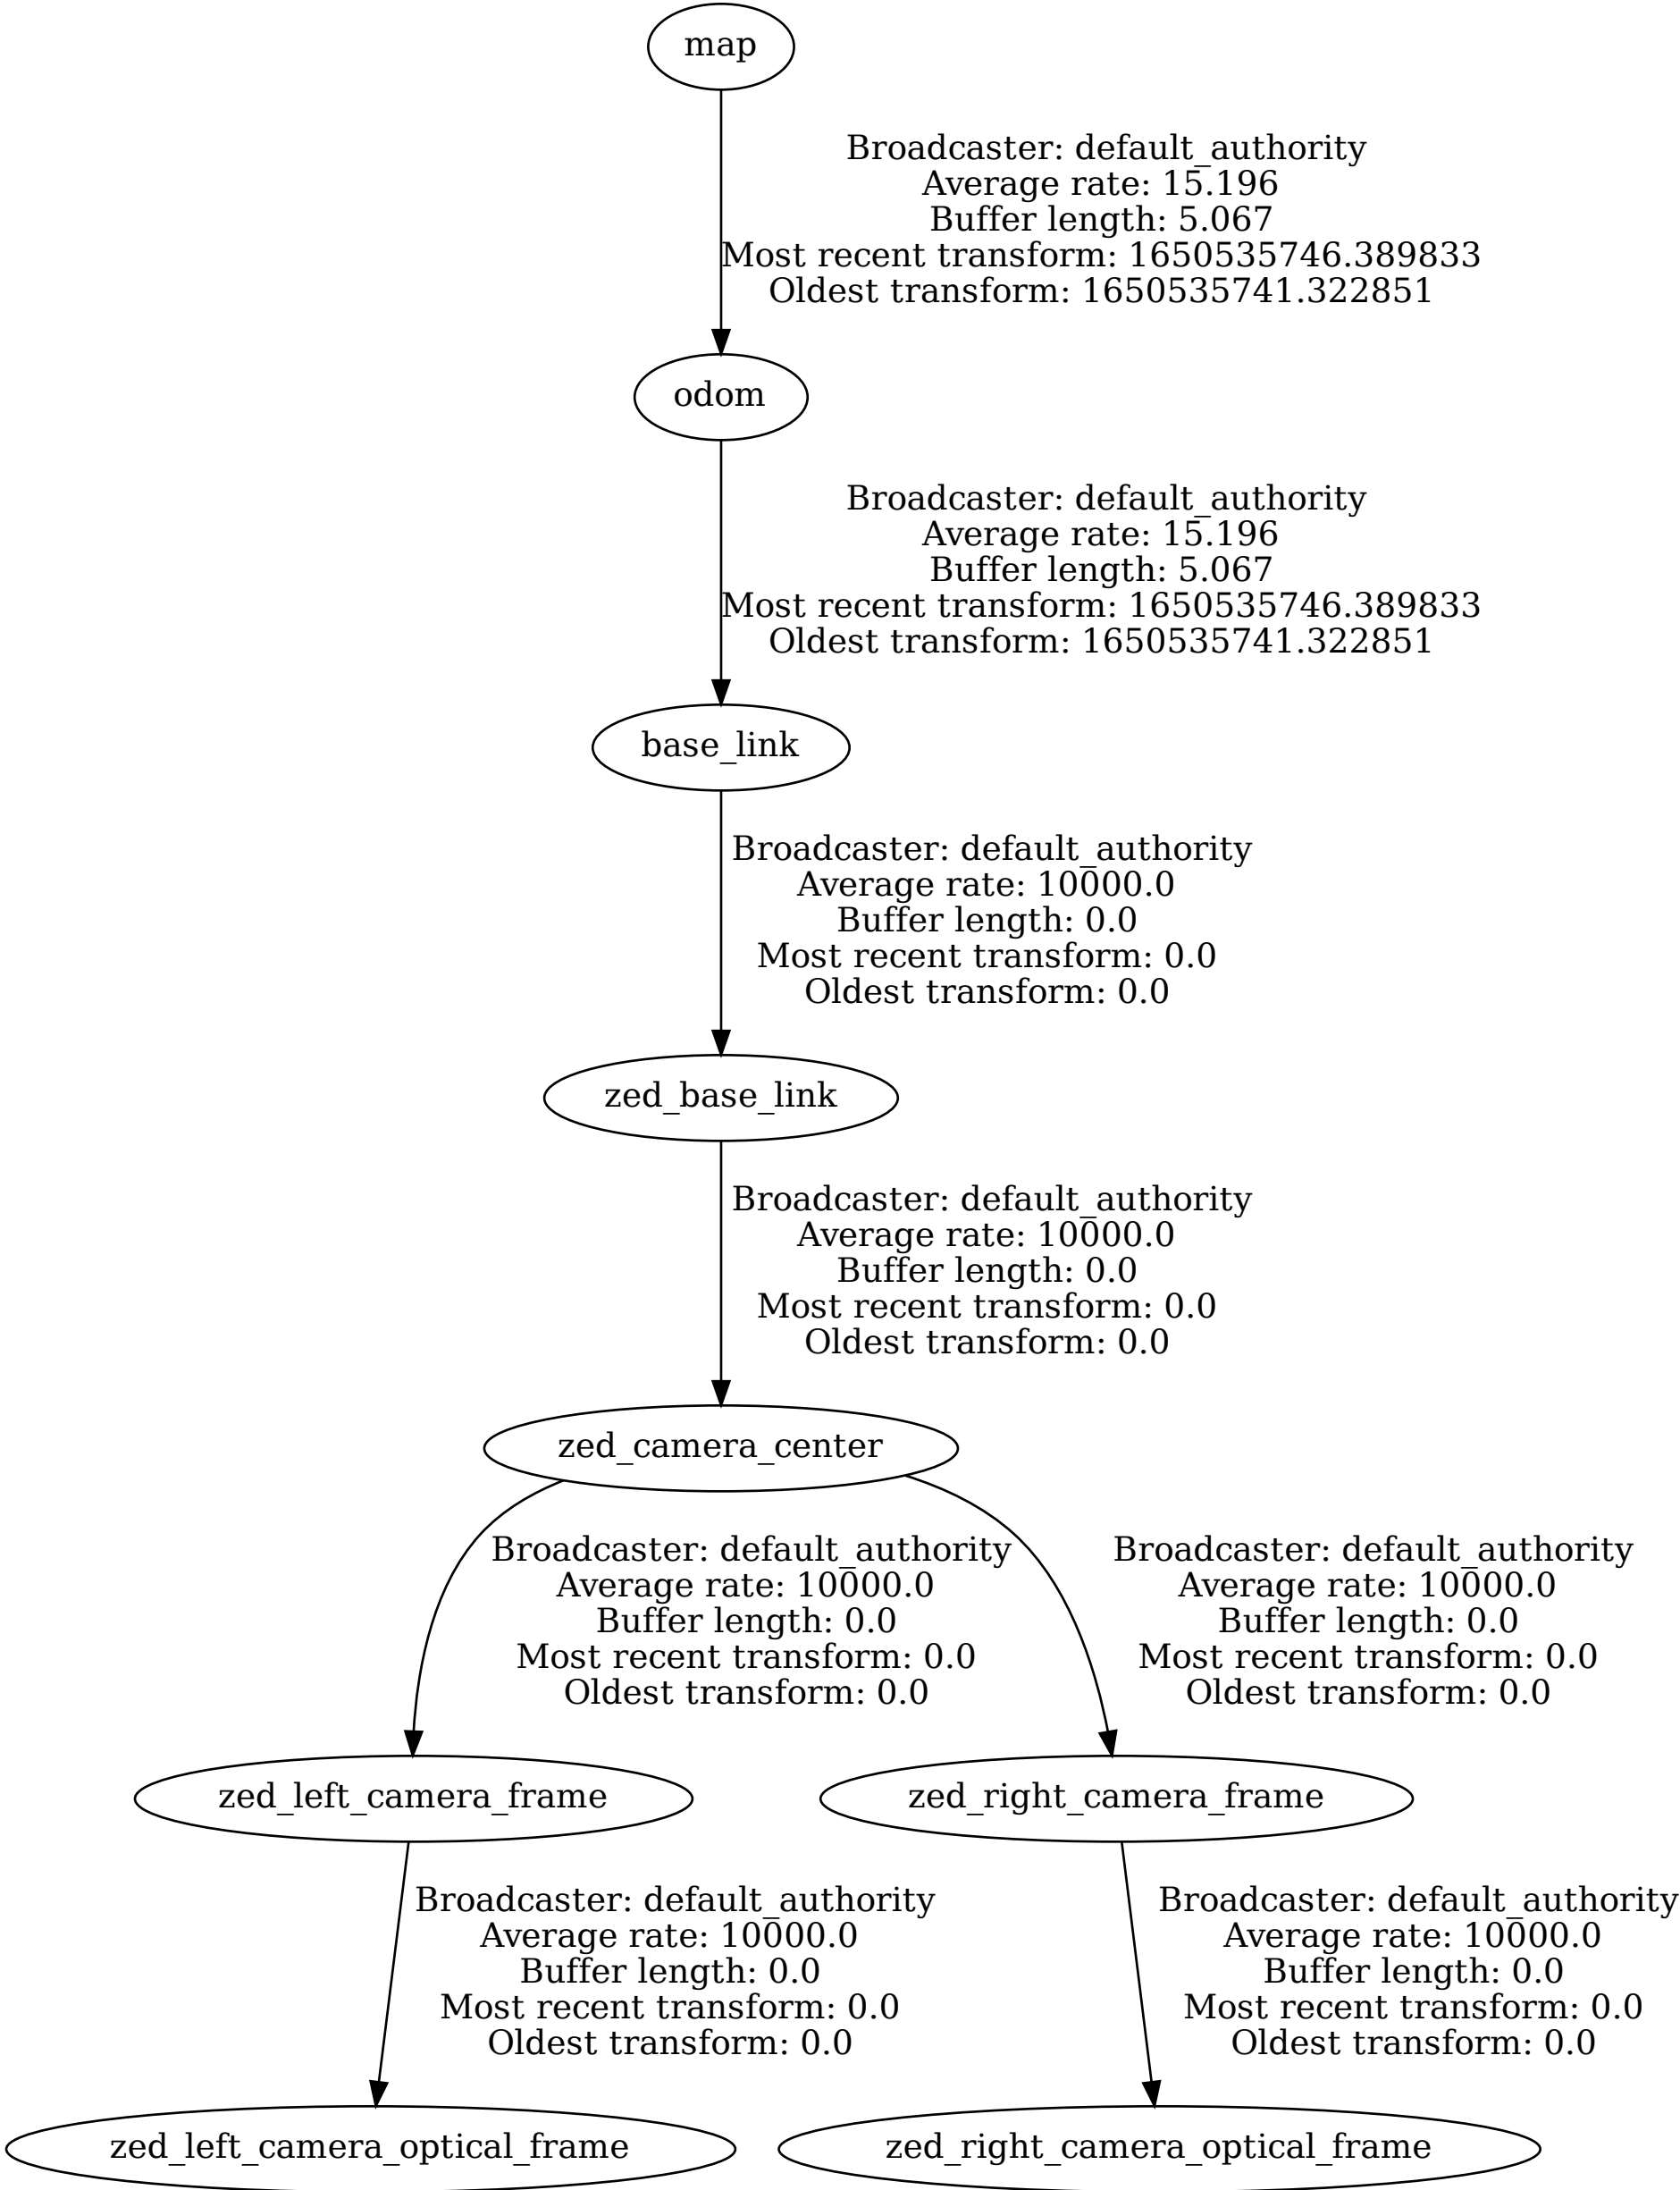 map
Broadcaster: default_authority
Average rate: 15.196
Buffer length: 5.067
Most recent transform: 1650535746.389833
Oldest transform: 1650535741.322851
odom
Broadcaster: default_authority
Average rate: 15.196
Buffer length: 5.067
Most recent transform: 1650535746.389833
Oldest transform: 1650535741.322851
base_link
Broadcaster: default_authority
Average rate: 10000.0
Buffer length: 0.0
Most recent transform: 0.0
Oldest transform: 0.0
zed_base_link
Broadcaster: default_authority
Average rate: 10000.0
Buffer length: 0.0
Most recent transform: 0.0
Oldest transform: 0.0
zed_camera_center
Broadcaster: default_authority
Average rate: 10000.0
Buffer length: 0.0
Most recent transform: 0.0
Oldest transform: 0.0
Broadcaster: default_authority
Average rate: 10000.0
Buffer length: 0.0
Most recent transform: 0.0
Oldest transform: 0.0
zed_left_camera_frame
zed_right_camera_frame
Broadcaster: default_authority
Average rate: 10000.0
Buffer length: 0.0
Most recent transform: 0.0
Oldest transform: 0.0
Broadcaster: default_authority
Average rate: 10000.0
Buffer length: 0.0
Most recent transform: 0.0
Oldest transform: 0.0
zed_left_camera_optical_frame
zed_right_camera_optical_frame